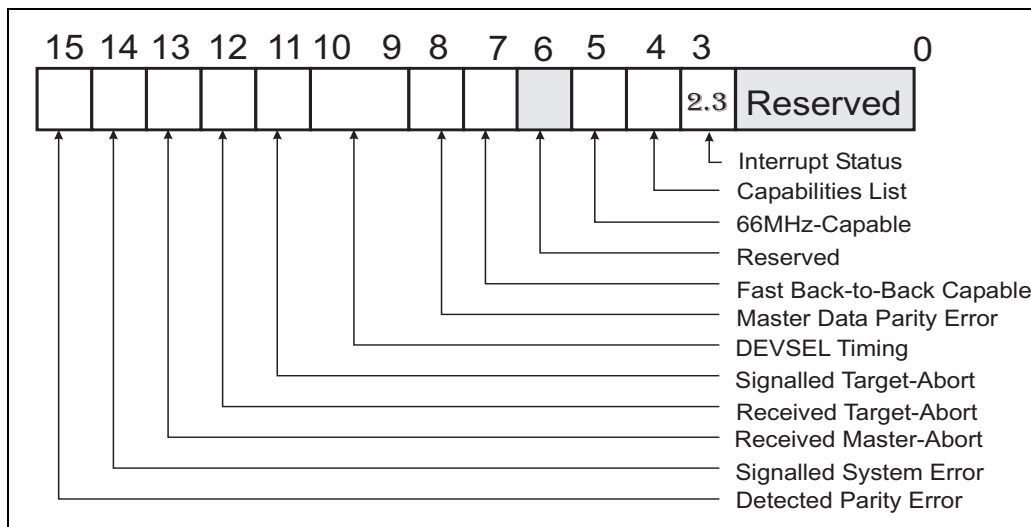 15 14 13 12 11 10 9 8 7 6 5 4 3 0
2.3 Reserved
Interrupt Status
Capabilities List
66MHz-Capable
Reserved
Fast Back-to-Back Capable
Master Data Parity Error
DEVSEL Timing
Signalled Target-Abort
Received Target-Abort
Received Master-Abort
Signalled System Error
Detected Parity Error